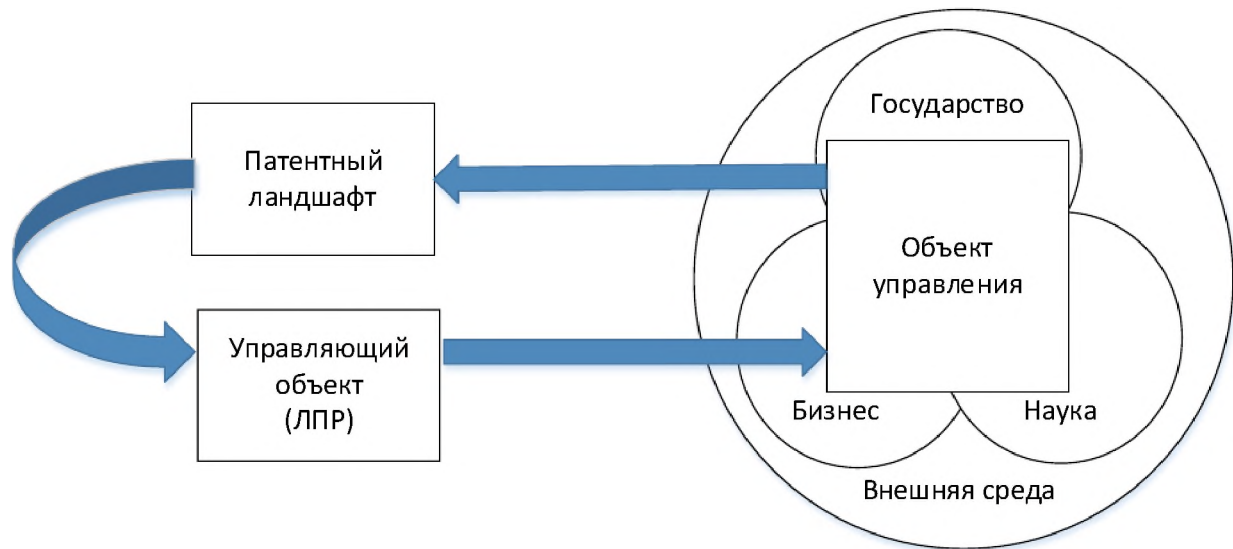 Патентный
ландшафт
Управляющий
объект
(ЛПР)
Государство
Объект
управления
Бизнес
Наука
Внешняя среда